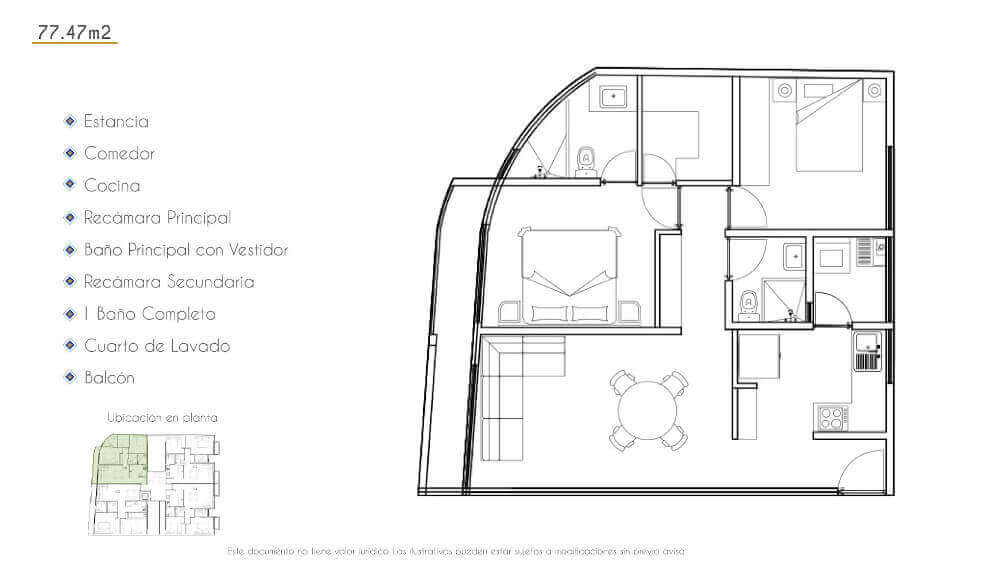 77.47m2
Estancia
Comedor
Cocina
Recámara Principal
Baño Principal con Vestidor
Recámara Secundaria
1 Baño Completo
Cuarto de Lavado
Balcón
Ubicación en planta
Este documento no tiene valor jurídico. Las ilustrativas pueden estar sujetas a modificaciones sin previo aviso